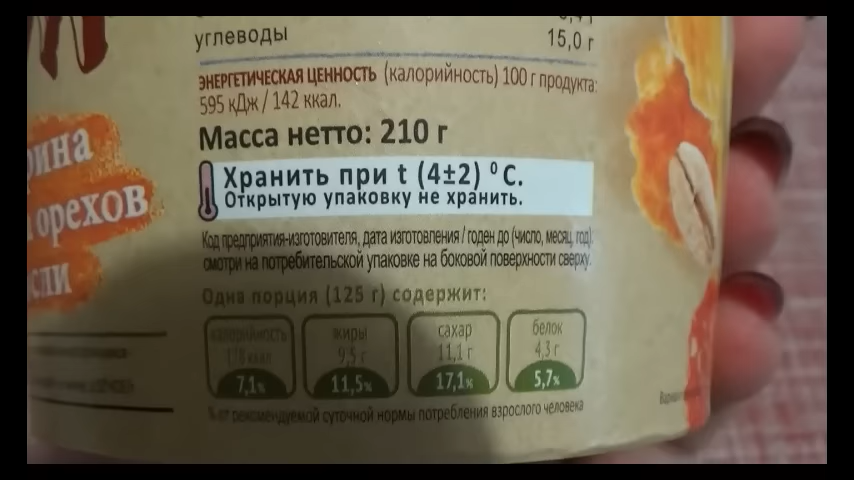 углеводы 15,0 г
ЭНЕРГЕТИЧЕСКАЯ ЦЕННОСТЬ (калорийность) 100 г продукта:
595 кДж / 142 ккал.
Масса нетто: 210 г
Хранить при t (4±2) °С.
Открытую упаковку не хранить.
орехов
Код предприятия-изготовителя, дата изготовления / годен до (число, месяц, год):
смотри на потребительской упаковке на боковой поверхности сверху.
Одна порция (125 г) содержит:
калорийность жиры сахар белок
9,5 г 11,1 г 4,3 г
7,1% 11,5% 17,1% 5,7%
% от рекомендуемой суточной нормы потребления взрослого человека